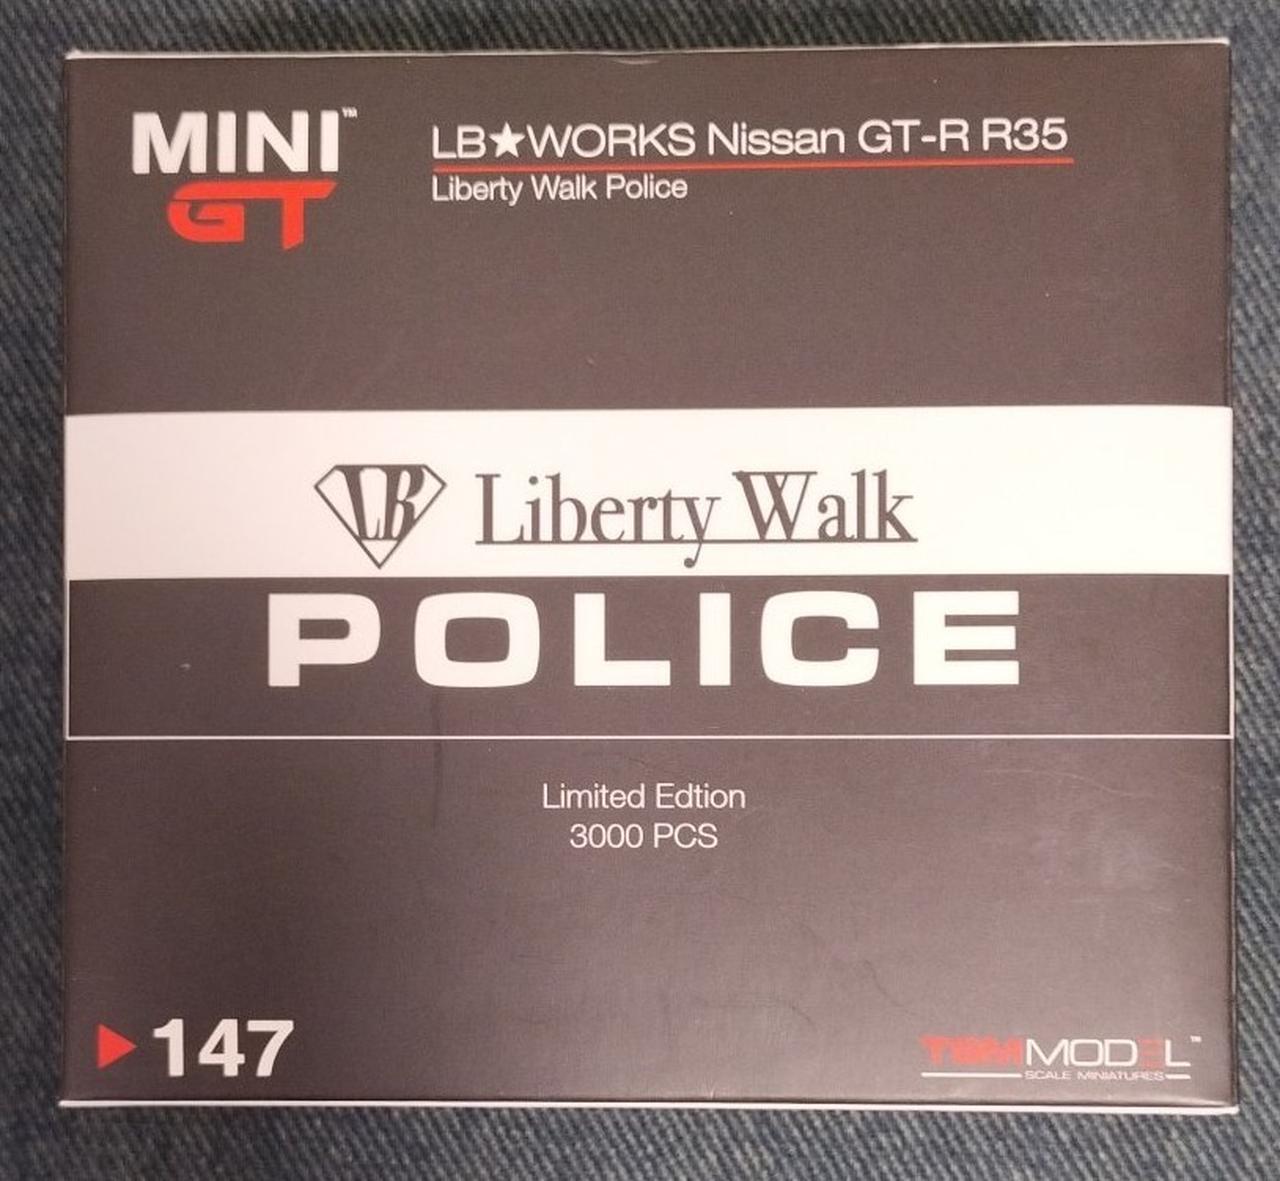 MINI™
GT
LB★WORKS Nissan GT-R R35
Liberty Walk Police
LB Liberty Walk
POLICE
Limited Edtion
3000 PCS
147
TSMMODEL™
SCALE MINIATURES